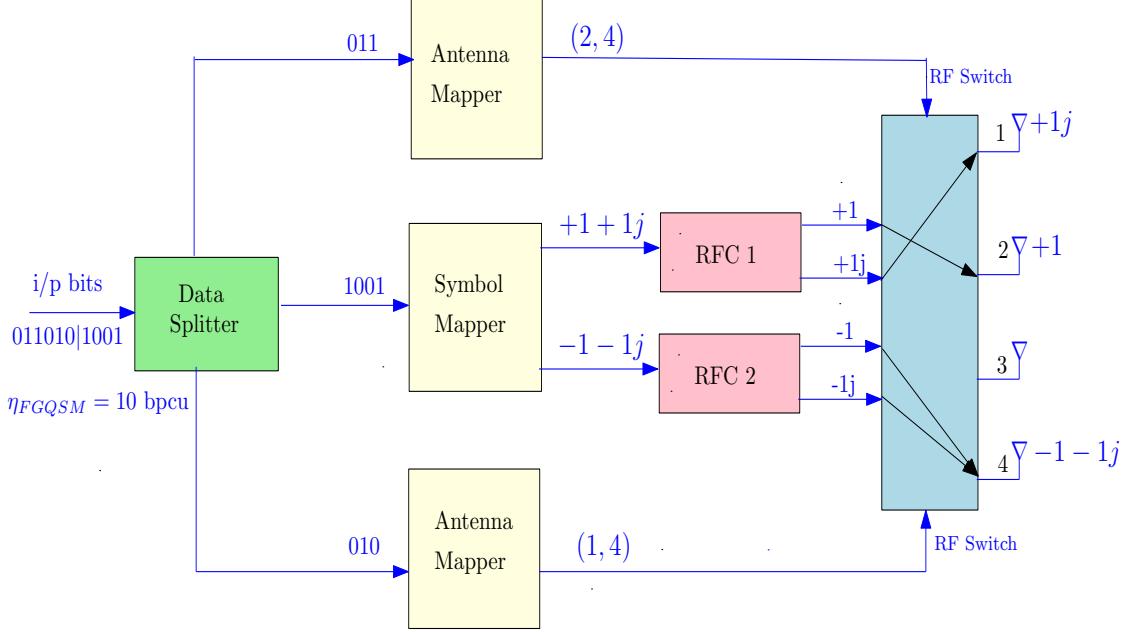 011
Antenna
Mapper
(2, 4)
RF Switch
1
∇+1j
i/p bits
011010|1001
Data
Splitter
1001
Symbol
Mapper
+1 + 1j
−1 − 1j
RFC 1
RFC 2
+1
+1j
-1
-1j
2
∇+1
3
∇
4
∇ −1 − 1j
η_{FGQSM} = 10 bpcu
010
Antenna
Mapper
(1, 4)
RF Switch